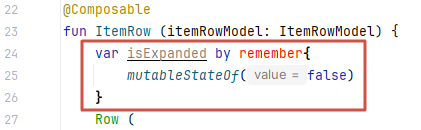 22
23 @Composable
fun ItemRow (itemRowModel: ItemRowModel) {
24 var isExpanded by remember{
25 mutableStateOf( value = false)
26 }
27 Row (